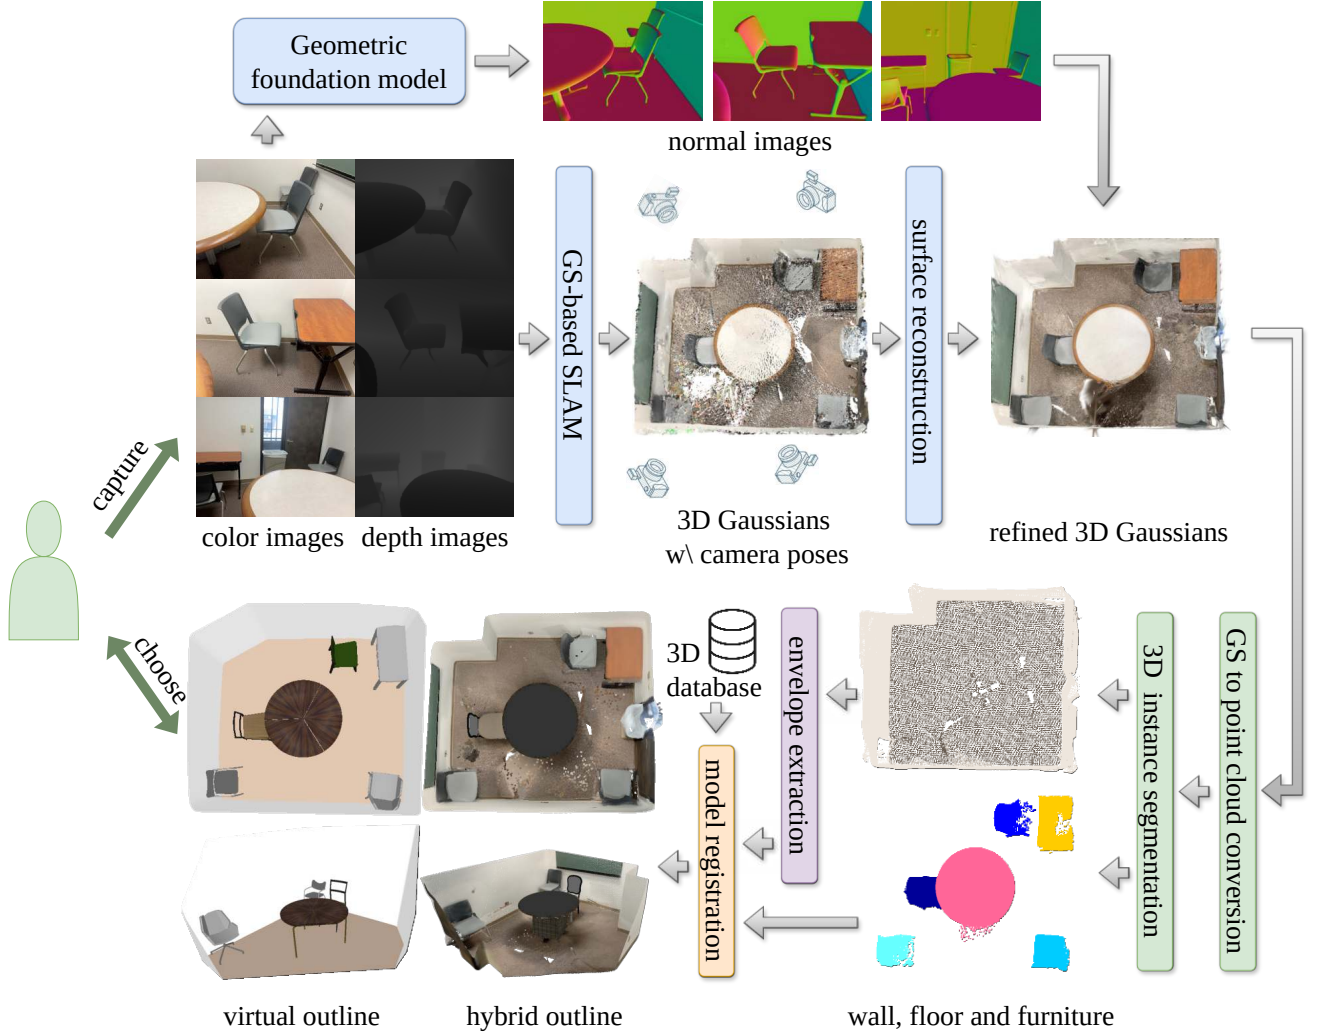 Geometric
foundation model
normal images
capture
color images
depth images
GS-based SLAM
3D Gaussians
w\ camera poses
surface reconstruction
refined 3D Gaussians
choose
3D
database
envelope extraction
model registration
3D instance segmentation
GS to point cloud conversion
virtual outline
hybrid outline
wall, floor and furniture